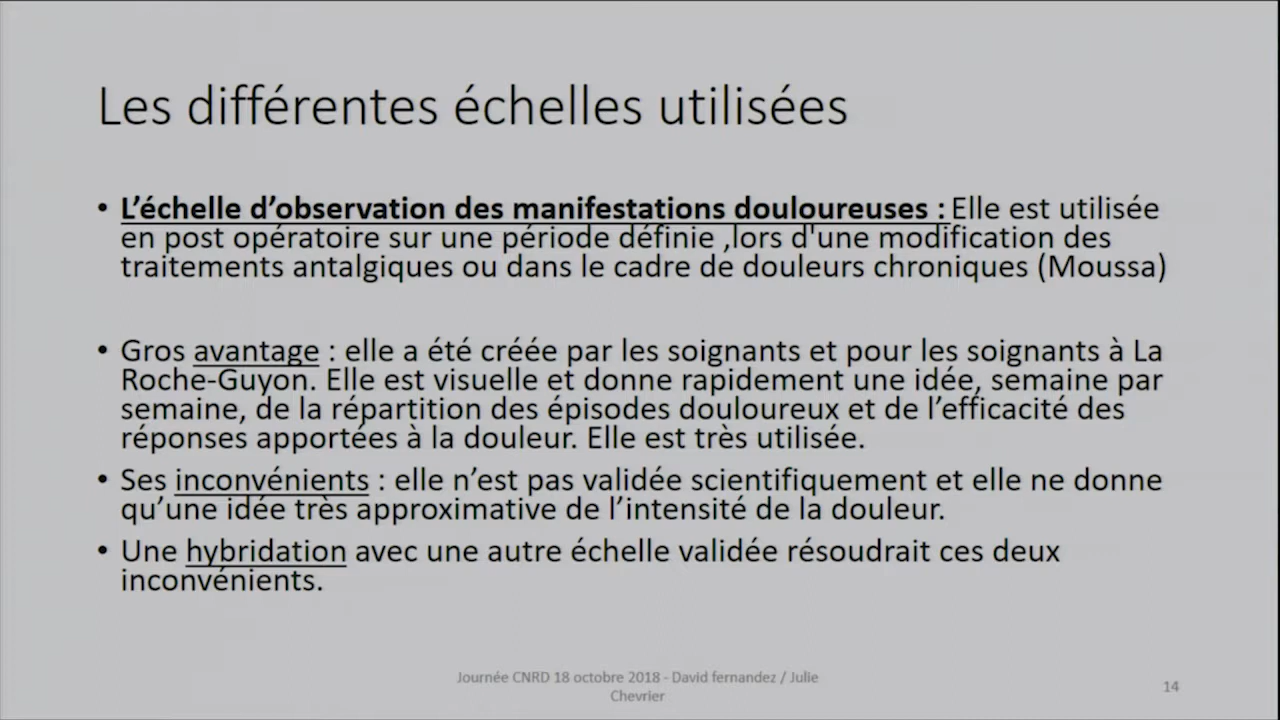 Les différentes échelles utilisées
• L’échelle d’observation des manifestations douloureuses : Elle est utilisée
en post opératoire sur une période définie ,lors d'une modification des
traitements antalgiques ou dans le cadre de douleurs chroniques (Moussa)
• Gros avantage : elle a été créée par les soignants et pour les soignants à La
Roche-Guyon. Elle est visuelle et donne rapidement une idée, semaine par
semaine, de la répartition des épisodes douloureux et de l’efficacité des
réponses apportées à la douleur. Elle est très utilisée.
• Ses inconvénients : elle n’est pas validée scientifiquement et elle ne donne
qu’une idée très approximative de l’intensité de la douleur.
• Une hybridation avec une autre échelle validée résoudrait ces deux
inconvénients.
Journée CNRD 18 octobre 2018 - David fernandez / Julie
Chevrier
14